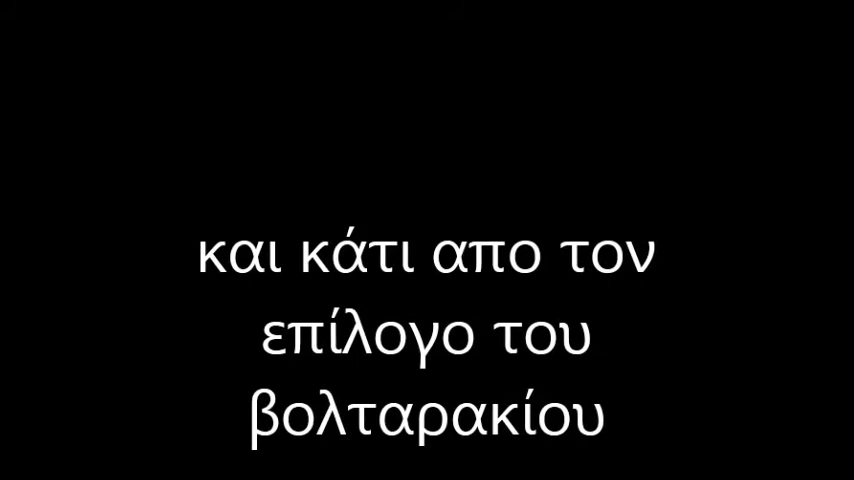 και κάτι απο τον
επίλογο του
βολταρακίου